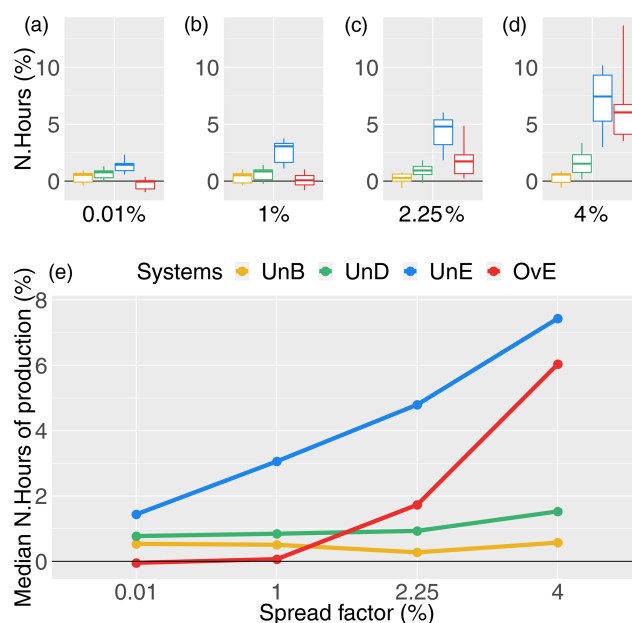 (a) (b) (c) (d)
N.Hours (%)
10 10 10 10
5 5 5 5
0 0 0 0
0.01% 1% 2.25% 4%
(e) Systems UnB UnD UnE OvE
Median N.Hours of production (%)
8
6
4
2
0
0.01 1 2.25 4
Spread factor (%)